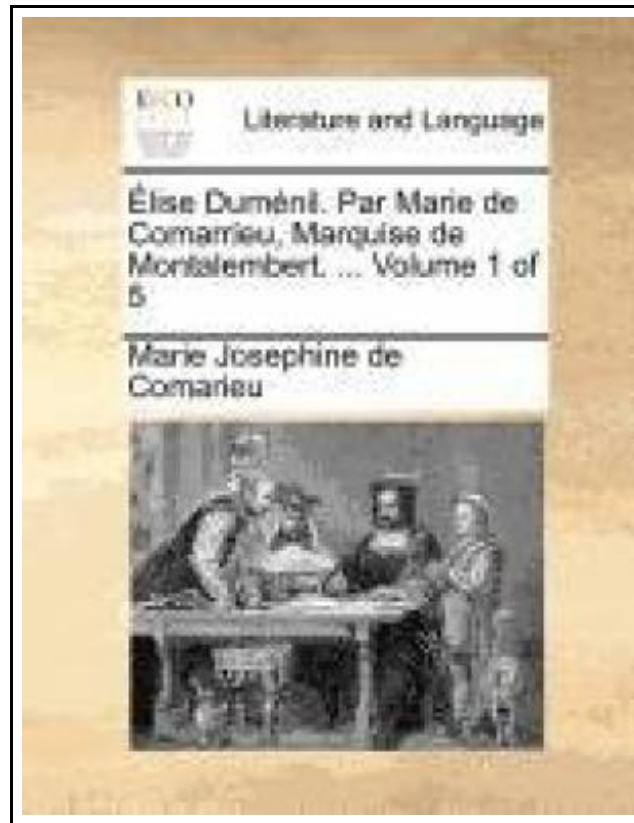 ECCO
Literature and Language
Élise Duménil. Par Marie de
Comarrieu, Marquise de
Montalembert. ... Volume 1 of
5
Marie Josephine de
Comarieu